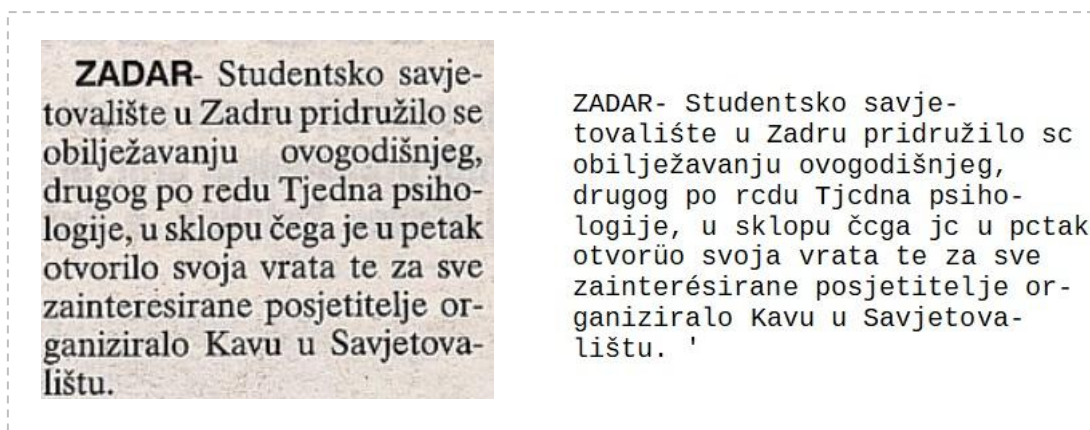 ZADAR- Studentsko savje-
tovalište u Zadru pridružilo se
obilježavanju ovogodišnjeg,
drugog po redu Tjedna psiho-
logije, u sklopu čega je u petak
otvorilo svoja vrata te za sve
zainteresirane posjetitelje or-
ganiziralo Kavu u Savjetova-
lištu.
ZADAR- Studentsko savje-
tovaliśte u Zadru pridružilo sc
obilježavanju ovogodišnjeg,
drugog po rcdu Tjcdna psiho-
logije, u sklopu čcga jc u pctak
otvorüo svoja vrata te za sve
zainterésirane posjetitelje or-
ganiziralo Kavu u Savjetova-
lištu. '